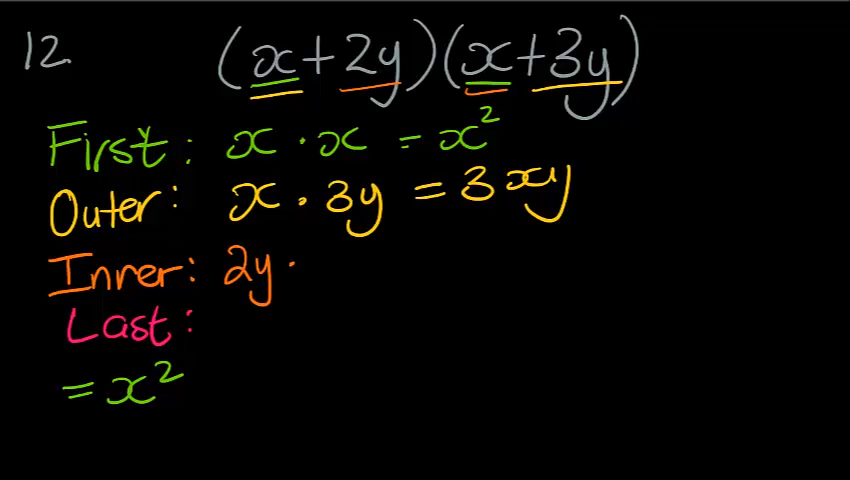 12. (x+2y)(x+3y)
First: x · x = x²
Outer: x · 3y = 3xy
Inner: 2y ·
Last:
= x²